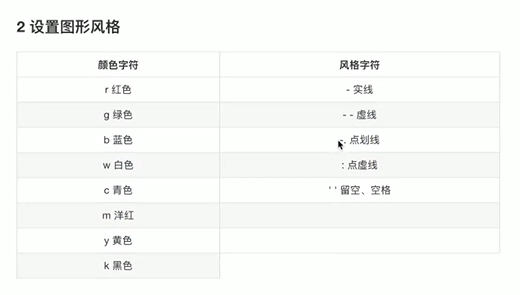 2 设置图形风格
颜色字符 风格字符
r 红色 - 实线
g 绿色 - - 虚线
b 蓝色 -. 点划线
w 白色 : 点虚线
c 青色 ' ' 留空、空格
m 洋红
y 黄色
k 黑色